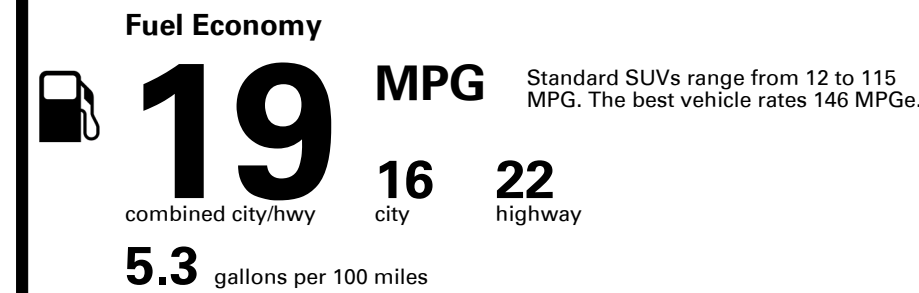 Fuel Economy
19
MPG
Standard SUVs range from 12 to 115
MPG. The best vehicle rates 146 MPGe.
16
22
combined city/hwy
city
highway
5.3 gallons per 100 miles